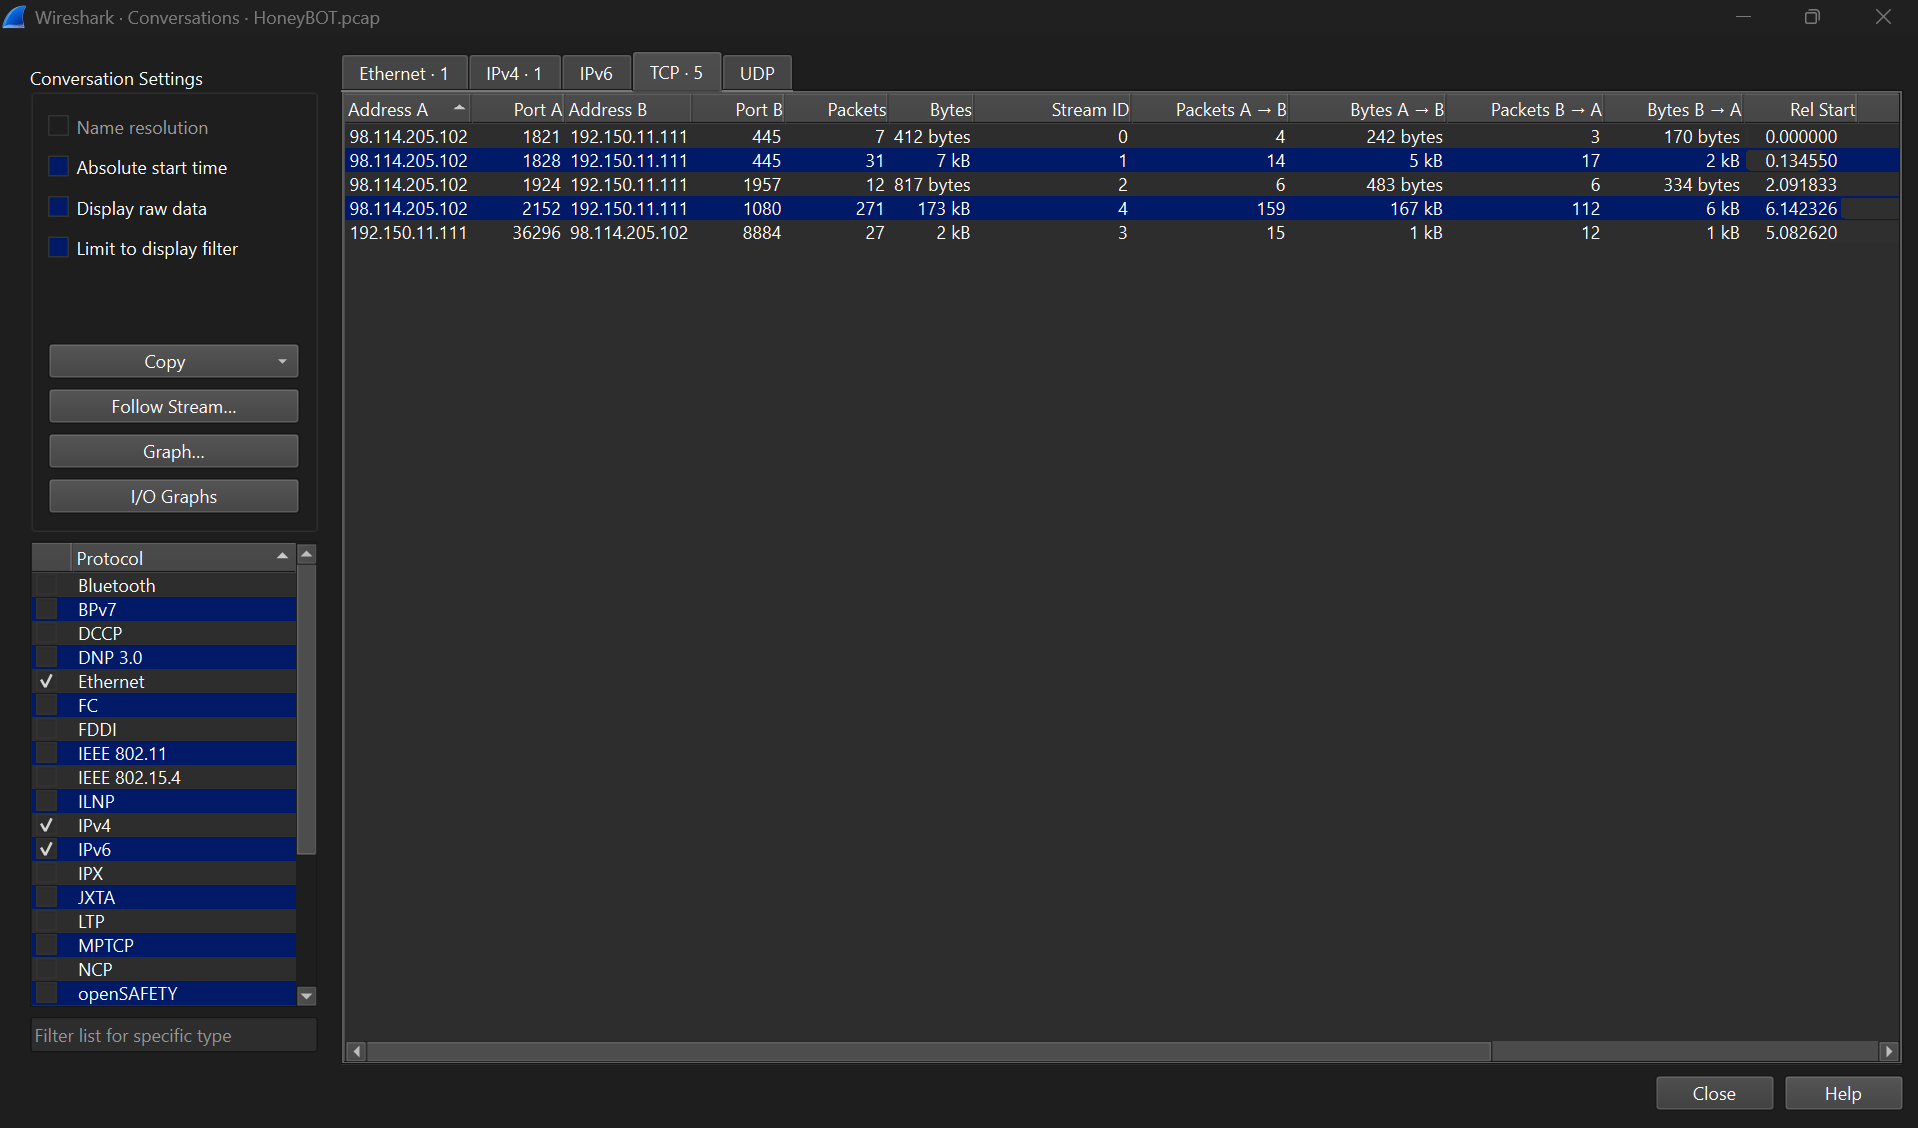 Wireshark · Conversations · HoneyBOT.pcap
Conversation Settings
Name resolution
Absolute start time
Display raw data
Limit to display filter
Copy
Follow Stream...
Graph...
I/O Graphs
Protocol
Bluetooth
BPv7
DCCP
DNP 3.0
Ethernet
FC
FDDI
IEEE 802.11
IEEE 802.15.4
ILNP
IPv4
IPv6
IPX
JXTA
LTP
MPTCP
NCP
openSAFETY
Filter list for specific type
Ethernet · 1 IPv4 · 1 IPv6 TCP · 5 UDP
Address A Port A Address B Port B Packets Bytes Stream ID Packets A → B Bytes A → B Packets B → A Bytes B → A Rel Start
98.114.205.102 1821 192.150.11.111 445 7 412 bytes 0 4 242 bytes 3 170 bytes 0.000000
98.114.205.102 1828 192.150.11.111 445 31 7 kB 1 14 5 kB 17 2 kB 0.134550
98.114.205.102 1924 192.150.11.111 1957 12 817 bytes 2 6 483 bytes 6 334 bytes 2.091833
98.114.205.102 2152 192.150.11.111 1080 271 173 kB 4 159 167 kB 112 6 kB 6.142326
192.150.11.111 36296 98.114.205.102 8884 27 2 kB 3 15 1 kB 12 1 kB 5.082620
Close Help